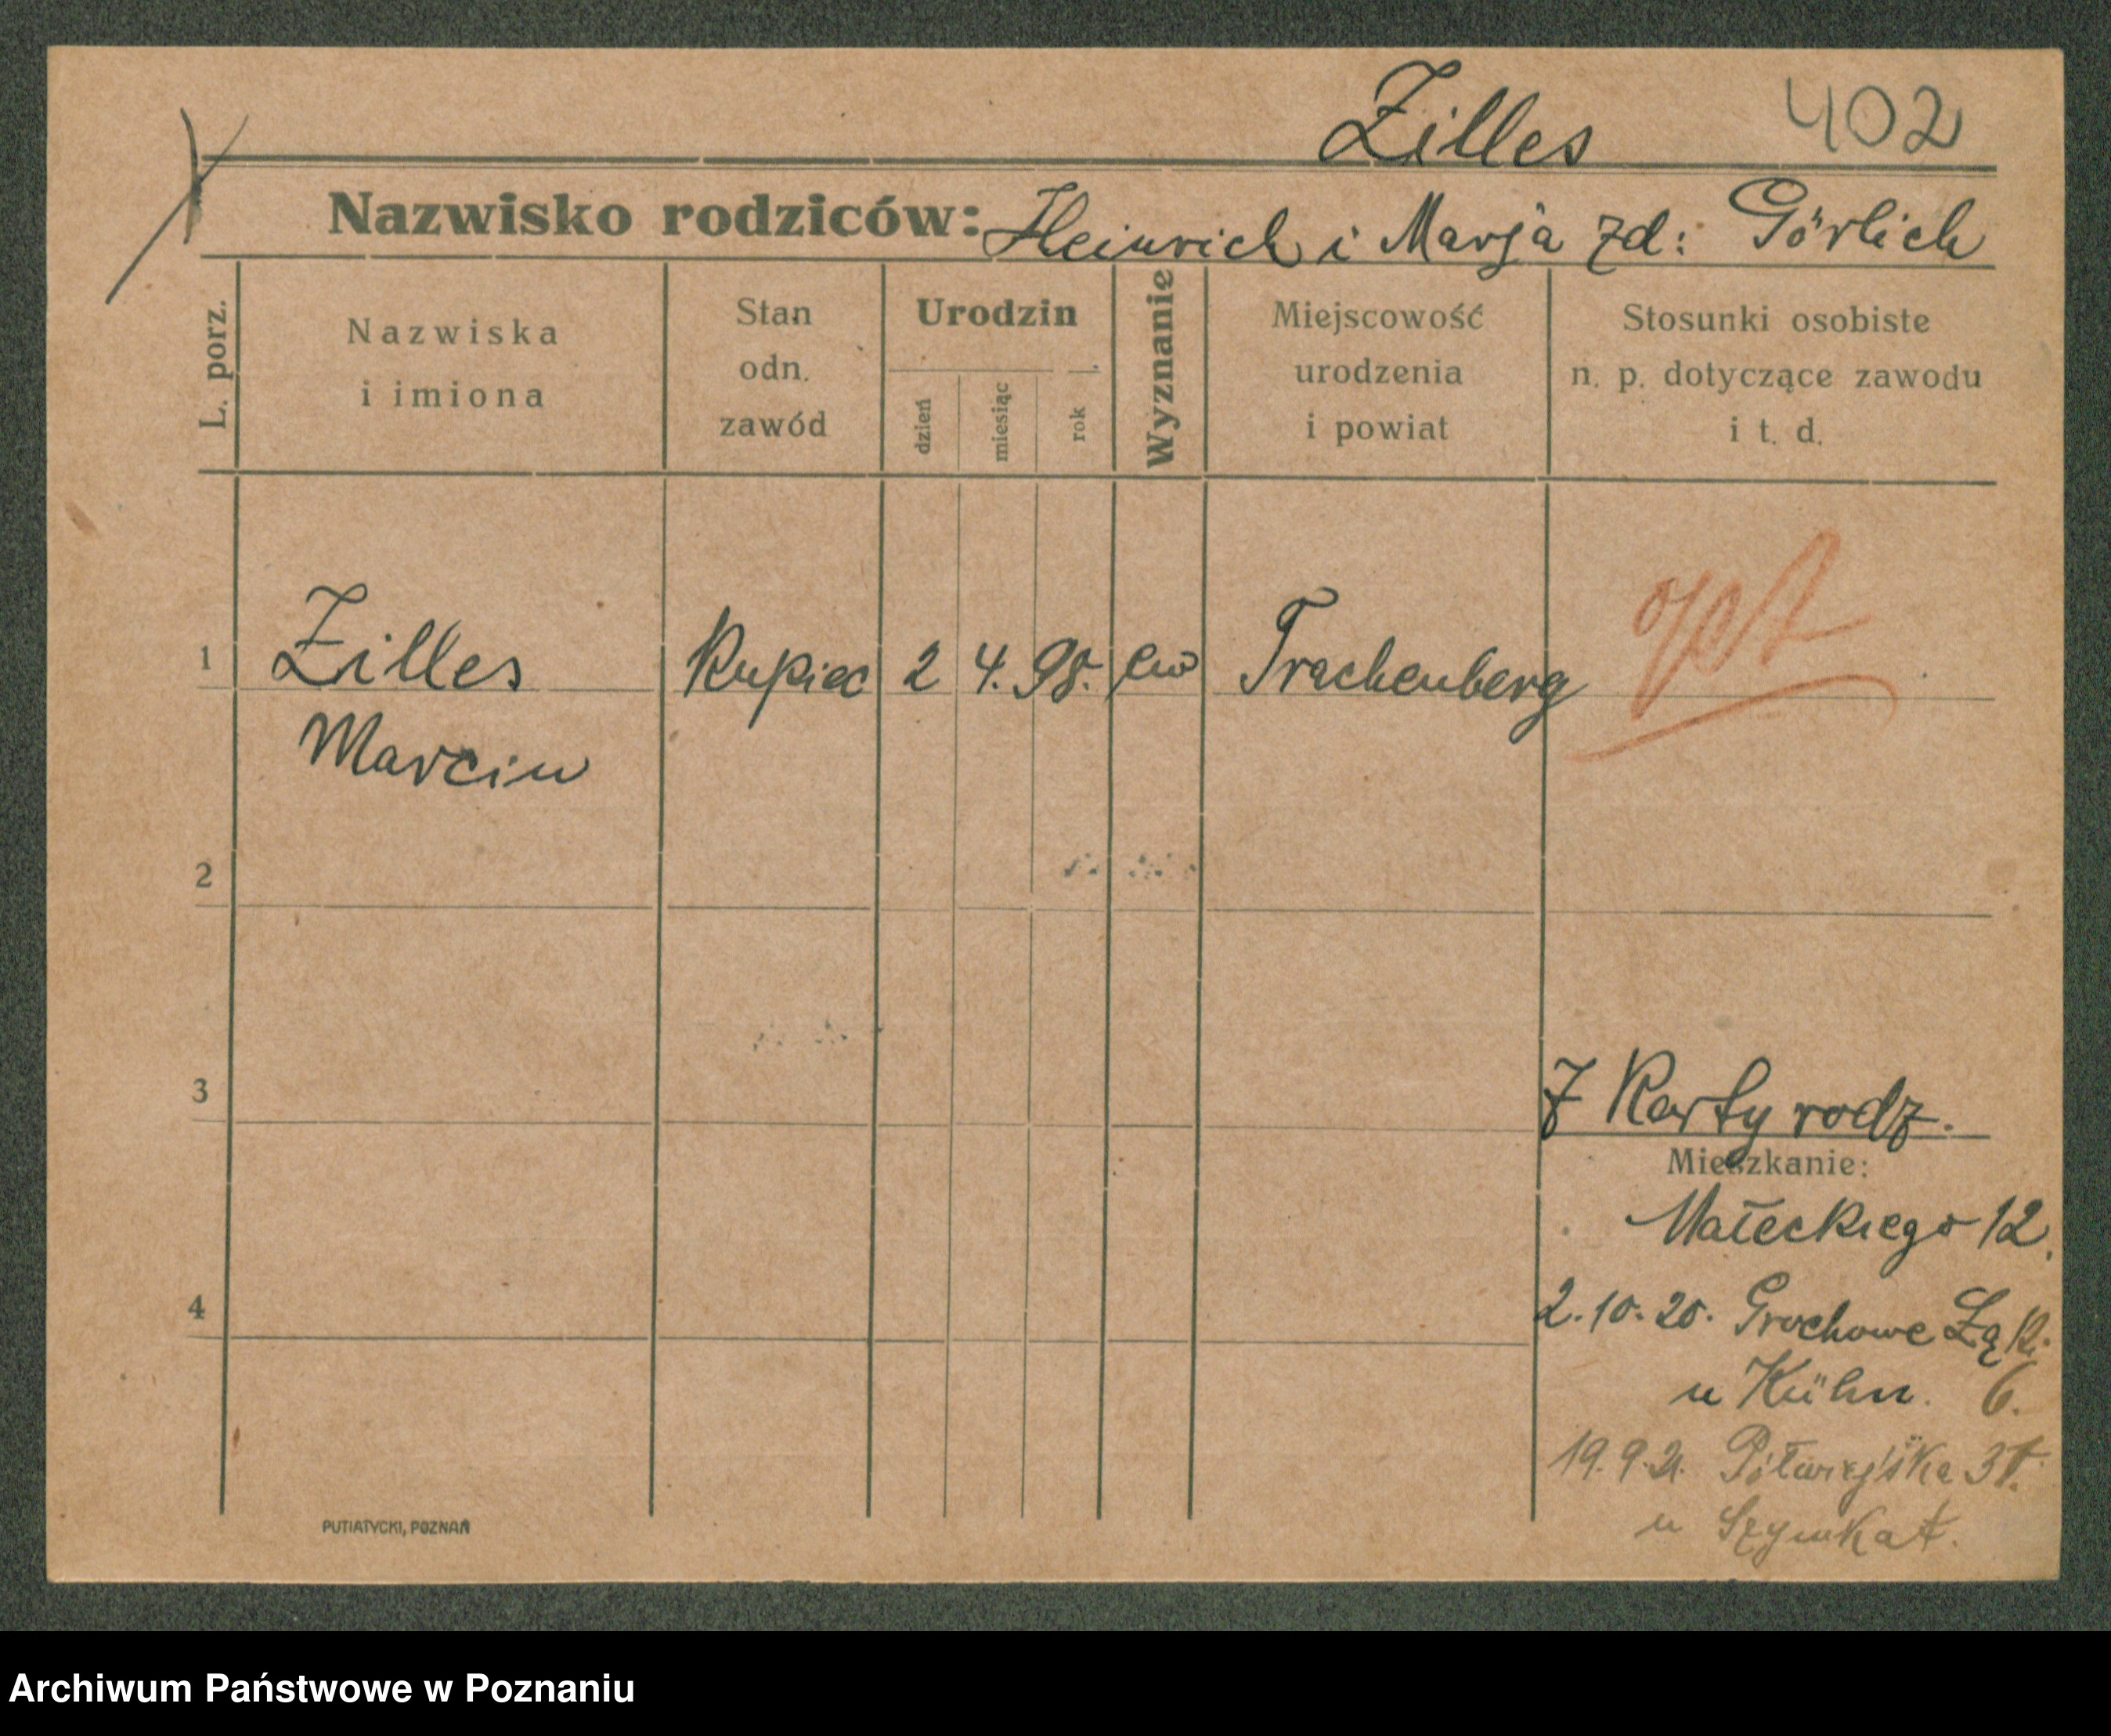 Zilles 402
Nazwisko rodziców: Heinrich i Marja zd: Görlich
L. porz.
Nazwiska
i imiona
Stan
odn.
zawód
Urodzin
dzień
miesiąc
rok
Wyznanie
Miejscowość
urodzenia
i powiat
Stosunki osobiste
n. p. dotyczące zawodu
i t. d.
1 Zilles Kupiec 2 4. 98. ew Trachenberg
Marcin
2
3
Z Karty rodz.
Mieszkanie:
Małeckiego 12.
4
2.10.20. Grochowe Łąki
u Kühn. 6.
19.9.21.
u Szymkat.
PUTIATYCKI, POZNAŃ
Archiwum Państwowe w Poznaniu